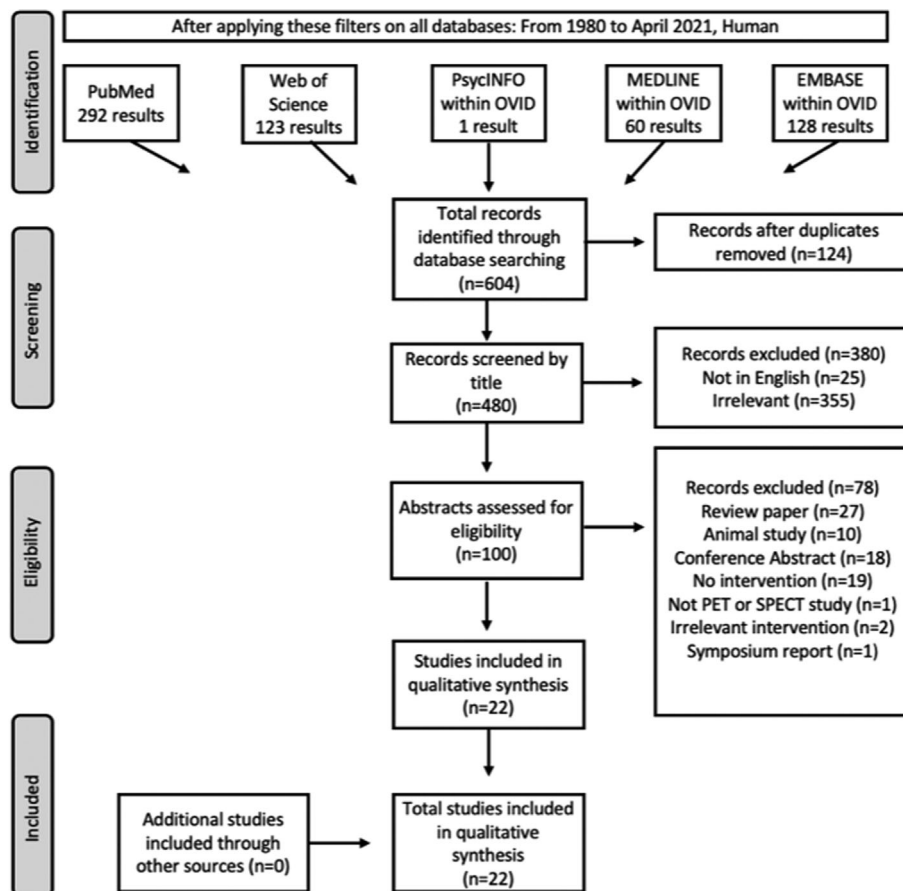 After applying these filters on all databases: From 1980 to April 2021, Human
Identification
PubMed
292 results
Web of
Science
123 results
PsycINFO
within OVID
1 result
MEDLINE
within OVID
60 results
EMBASE
within OVID
128 results
Screening
Total records
identified through
database searching
(n=604)
Records after duplicates
removed (n=124)
Records screened by
title
(n=480)
Records excluded (n=380)
Not in English (n=25)
Irrelevant (n=355)
Eligibility
Abstracts assessed for
eligibility
(n=100)
Records excluded (n=78)
Review paper (n=27)
Animal study (n=10)
Conference Abstract (n=18)
No intervention (n=19)
Not PET or SPECT study (n=1)
Irrelevant intervention (n=2)
Symposium report (n=1)
Studies included in
qualitative synthesis
(n=22)
Included
Additional studies
included through
other sources (n=0)
Total studies included
in qualitative
synthesis
(n=22)